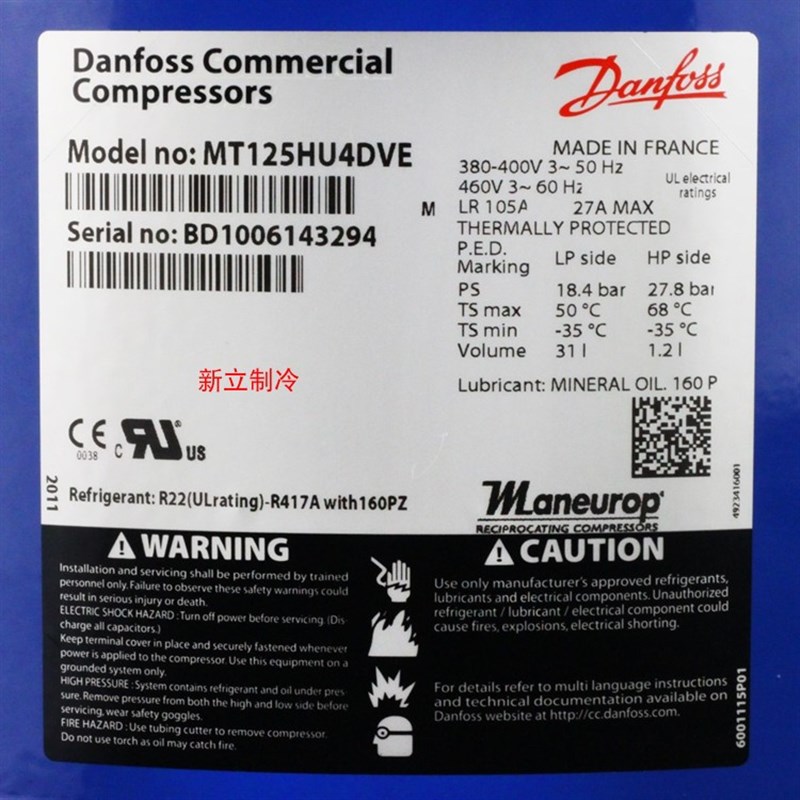 Danfoss Commercial
Compressors
Danfoss
Model no: MT125HU4DVE
Serial no: BD1006143294
MADE IN FRANCE
380-400V 3~ 50 Hz
460V 3~ 60 Hz
UL electrical
ratings
M LR 105A 27A MAX
THERMALLY PROTECTED
P.E.D.
Marking LP side HP side
PS 18.4 bar 27.8 bar
TS max 50 °C 68 °C
TS min -35 °C -35 °C
Volume 31 l 1.2 l
Lubricant: MINERAL OIL. 160 P
新立制冷
CE
0038
C RU® US
2011
Refrigerant: R22(ULrating)-R417A with160PZ
Maneurop®
RECIPROCATING COMPRESSORS
4923416001
WARNING
Installation and servicing shall be performed by trained
personnel only. Failure to observe these safety warnings could
result in serious injury or death.
ELECTRIC SHOCK HAZARD : Turn off power before servicing. (Dis-
charge all capacitors.)
Keep terminal cover in place and securely fastened whenever
power is applied to the compressor. Use this equipment on a
grounded system only.
HIGH PRESSURE : System contains refrigerant and oil under pres-
sure. Remove pressure from both the high and low side before
servicing, wear safety goggles.
FIRE HAZARD : Use tubing cutter to remove compressor.
Do not use torch as oil may catch fire.
CAUTION
Use only manufacturer's approved refrigerants,
lubricants and electrical components. Unauthorized
refrigerant / lubricant / electrical component could
cause fires, explosions, electrical shorting.
For details refer to multi language instructions
and technical documentation available on
Danfoss website at http://cc.danfoss.com.
6001115P01